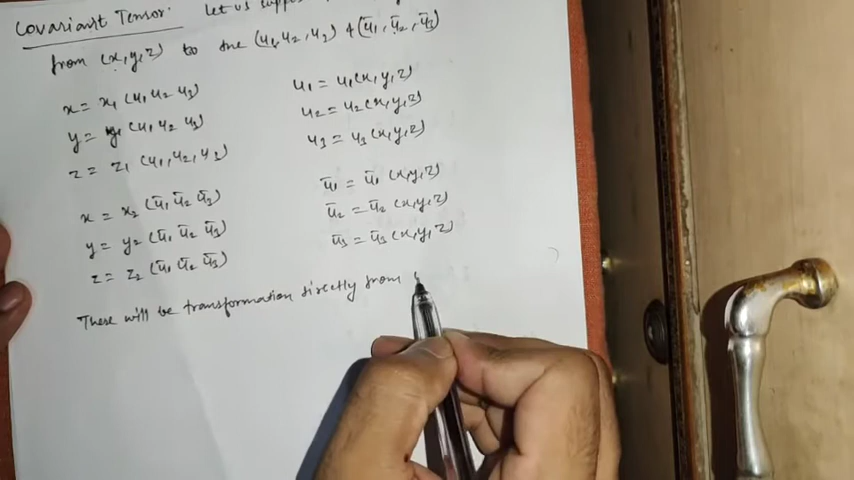 Covariant Tensor: Let us suppose
from (x,y,z) to the (u₁,u₂,u₃) & (ū₁,ū₂,ū₃)
x = x₁ (u₁ u₂ u₃) u₁ = u₁(x,y,z)
y = y₁ (u₁ u₂ u₃) u₂ = u₂(x,y,z)
z = z₁ (u₁,u₂,u₃) u₃ = u₃(x,y,z)
x = x₂ (ū₁ ū₂ ū₃) ū₁ = ū₁ (x,y,z)
y = y₂ (ū₁ ū₂ ū₃) ū₂ = ū₂ (x,y,z)
z = z₂ (ū₁ ū₂ ū₃) ū₃ = ū₃ (x,y,z)
These will be transformation directly from